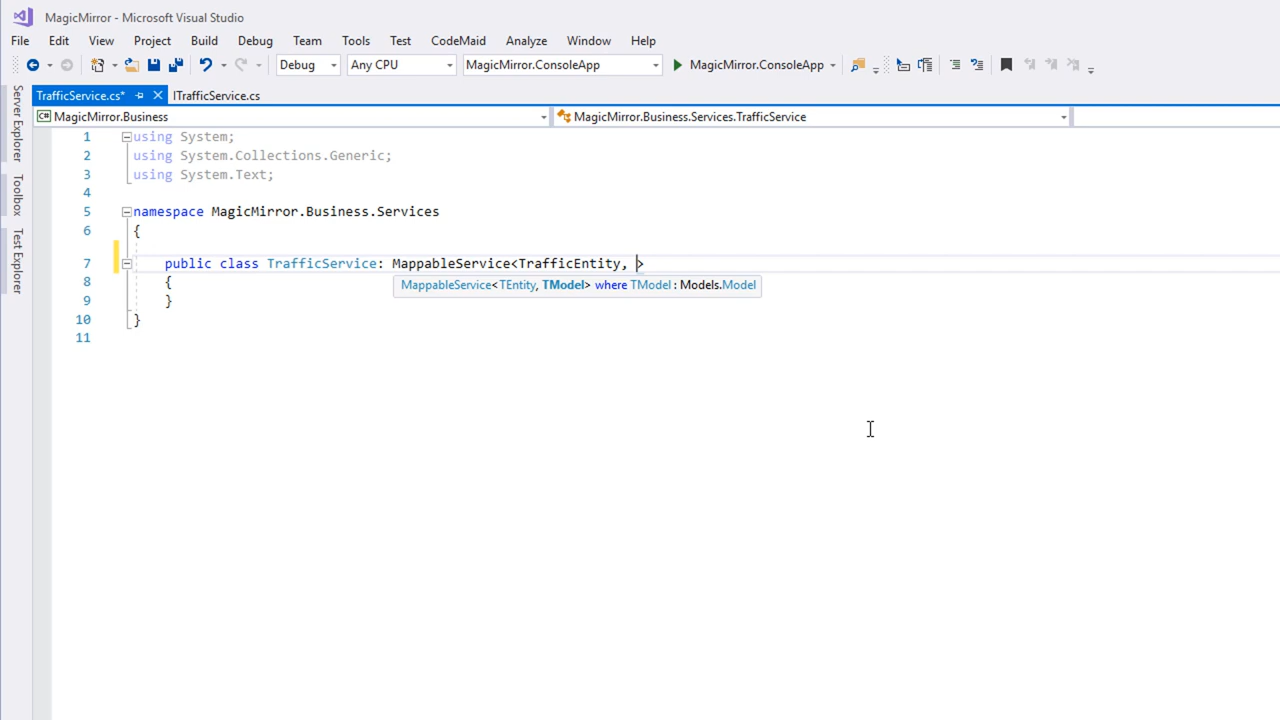 MagicMirror - Microsoft Visual Studio
File Edit View Project Build Debug Team Tools Test CodeMaid Analyze Window Help
Debug Any CPU MagicMirror.ConsoleApp MagicMirror.ConsoleApp
TrafficService.cs* ITrafficService.cs
MagicMirror.Business MagicMirror.Business.Services.TrafficService
Server Explorer
Toolbox
Test Explorer
1 using System;
2 using System.Collections.Generic;
3 using System.Text;
4
5 namespace MagicMirror.Business.Services
6 {
7 public class TrafficService: MappableService<TrafficEntity, >
8 {
MappableService<TEntity, TModel> where TModel : Models.Model
9 }
10 }
11